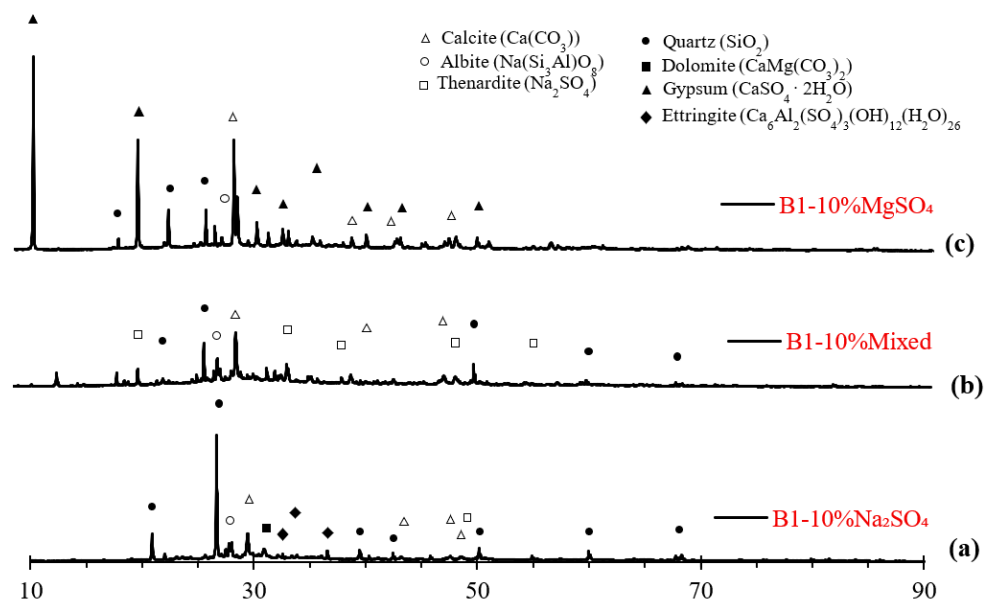 △ Calcite (Ca(CO₃))
○ Albite (Na(Si₃Al)O₈
□ Thenardite (Na₂SO₄)
● Quartz (SiO₂)
■ Dolomite (CaMg(CO₃)₂)
▲ Gypsum (CaSO₄ · 2H₂O)
◆ Ettringite (Ca₆Al₂(SO₄)₃(OH)₁₂(H₂O)₂₆
B1-10%MgSO₄
(c)
B1-10%Mixed
(b)
B1-10%Na₂SO₄
(a)
10 30 50 70 90